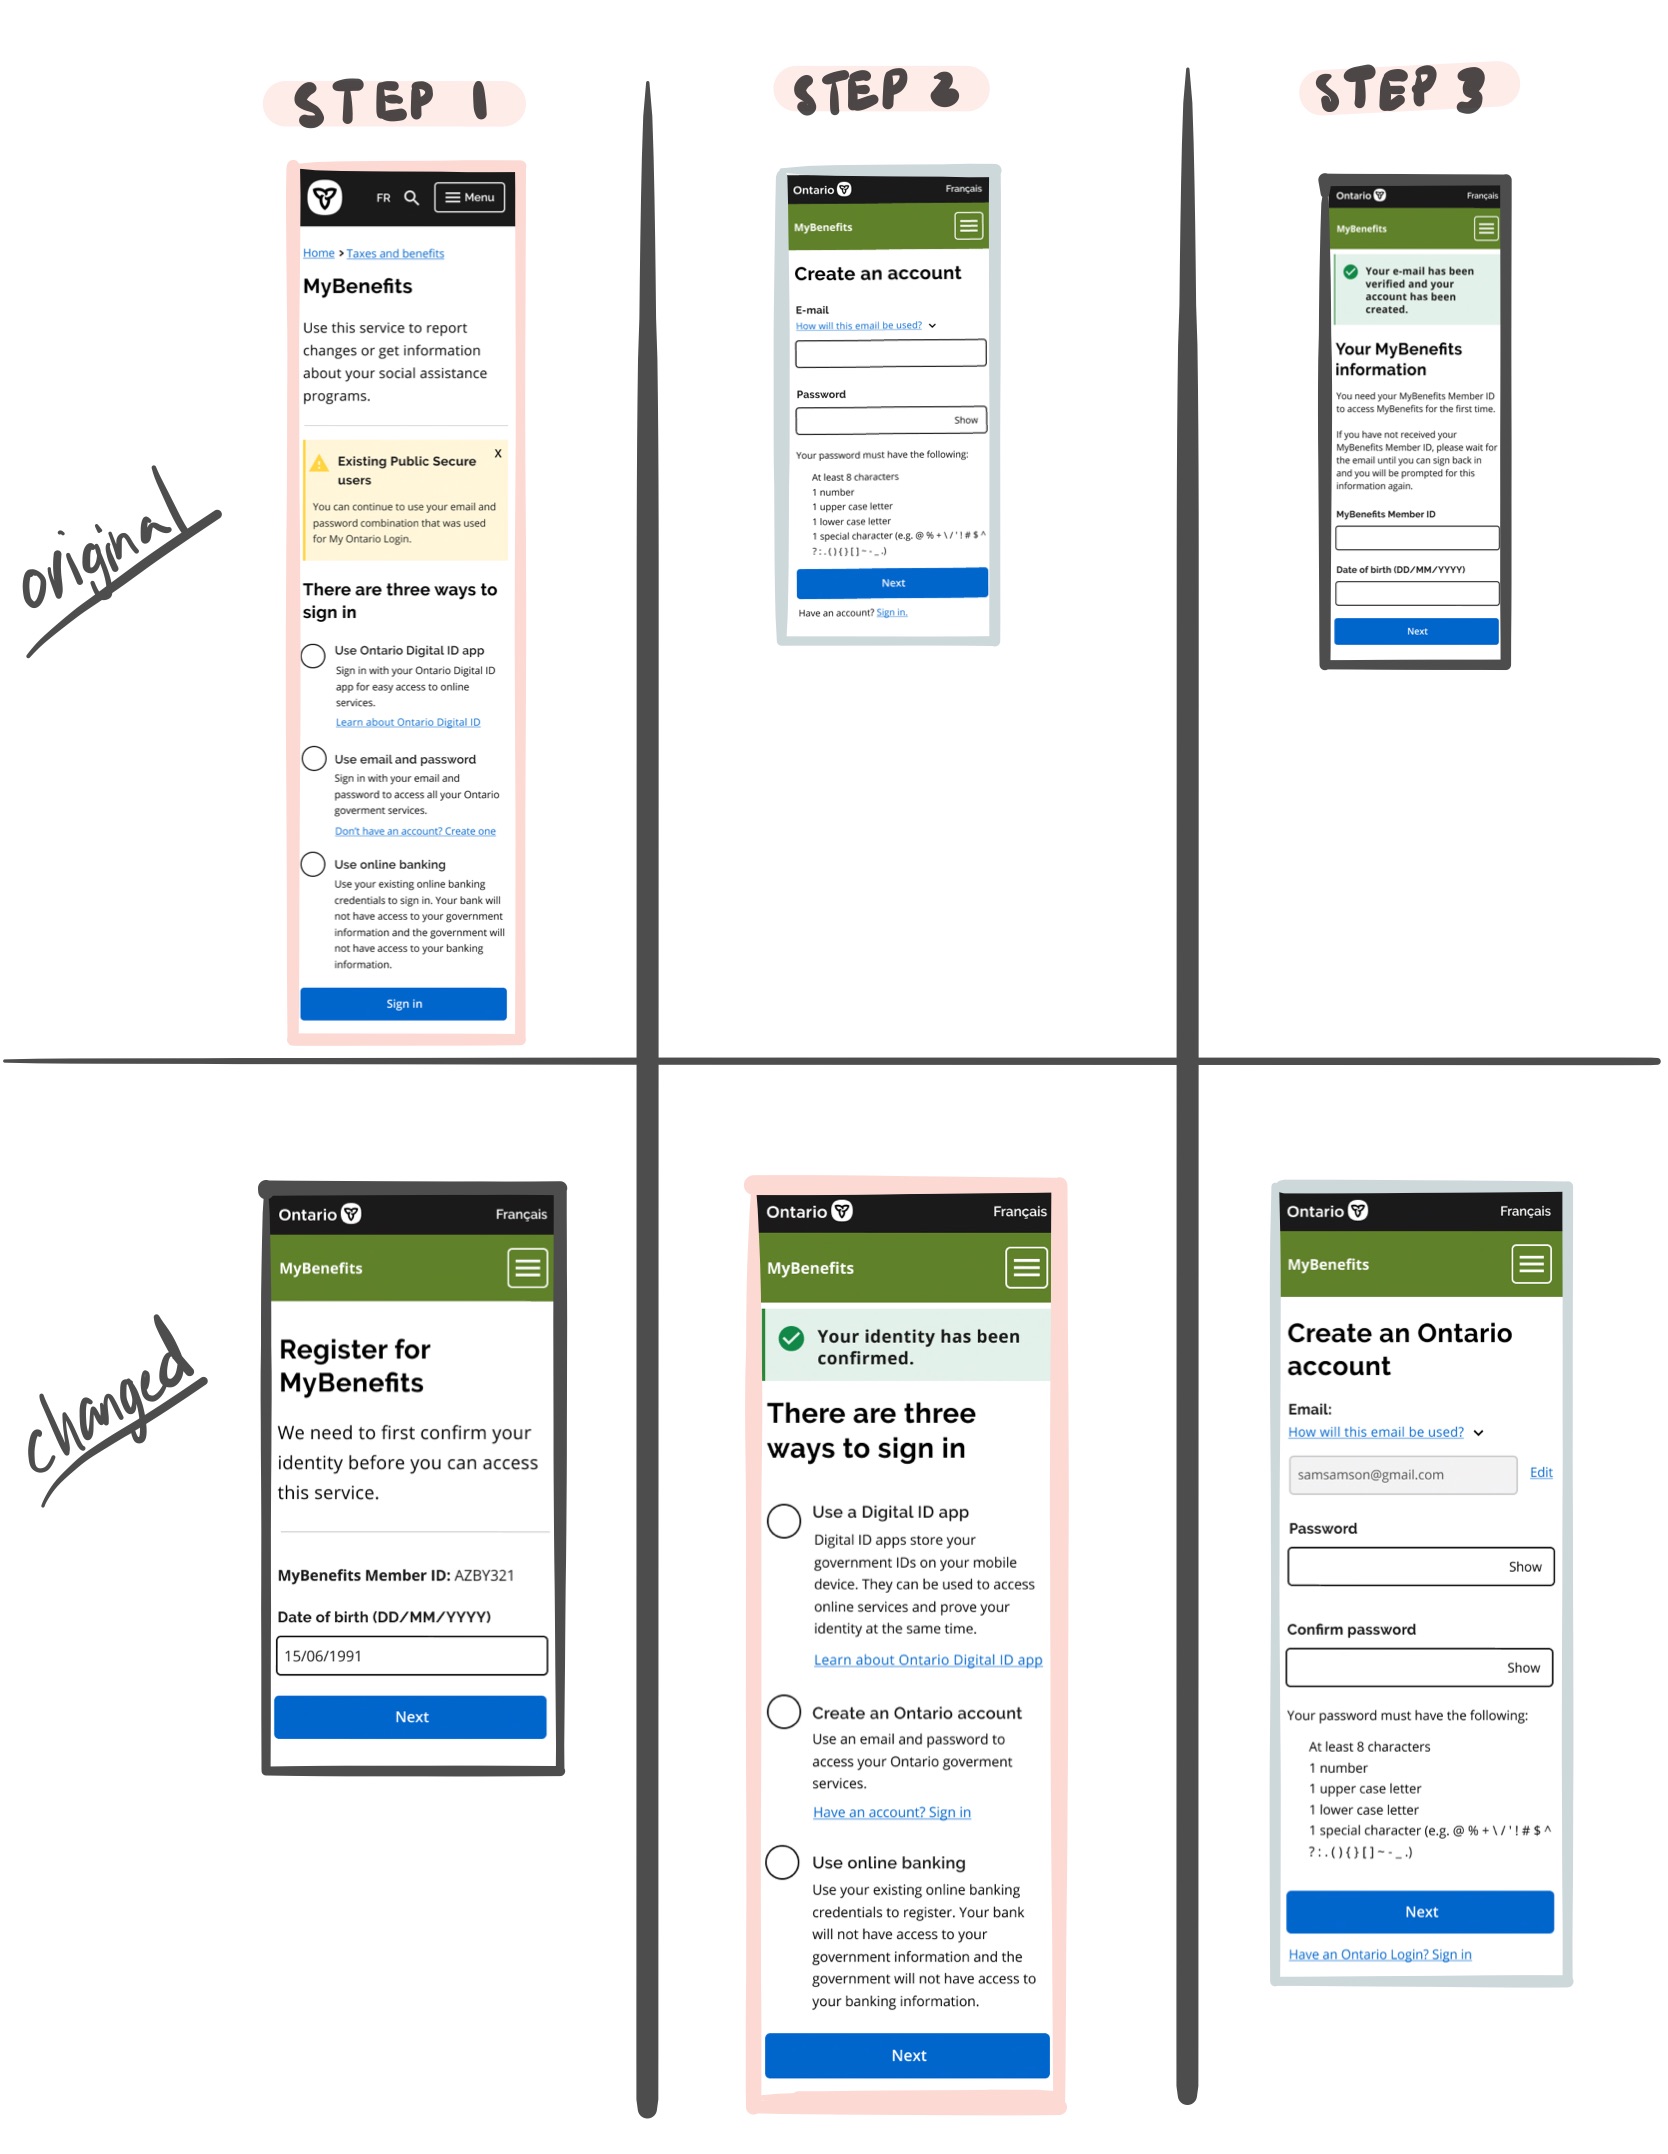 STEP 1
STEP 2
STEP 3
original
FR
Menu
Home > Taxes and benefits
MyBenefits
Use this service to report
changes or get information
about your social assistance
programs.
Existing Public Secure
users
X
You can continue to use your email and
password combination that was used
for My Ontario Login.
There are three ways to
sign in
Use Ontario Digital ID app
Sign in with your Ontario Digital ID
app for easy access to online
services.
Learn about Ontario Digital ID
Use email and password
Sign in with your email and
password to access all your Ontario
goverment services.
Don't have an account? Create one
Use online banking
Use your existing online banking
credentials to sign in. Your bank will
not have access to your government
information and the government will
not have access to your banking
information.
Sign in
Ontario
Français
MyBenefits
Create an account
E-mail
How will this email be used?
Password
Show
Your password must have the following:
At least 8 characters
1 number
1 upper case letter
1 lower case letter
1 special character (e.g. @ % + \ / ' ! # $ ^
? : . ( ) { } [ ] ~ - _ .)
Next
Have an account? Sign in.
Ontario
Français
MyBenefits
Your e-mail has been
verified and your
account has been
created.
Your MyBenefits
information
You need your MyBenefits Member ID
to access MyBenefits for the first time.
If you have not received your
MyBenefits Member ID, please wait for
the email until you can sign back in
and you will be prompted for this
information again.
MyBenefits Member ID
Date of birth (DD/MM/YYYY)
Next
changed
Ontario
Français
MyBenefits
Register for
MyBenefits
We need to first confirm your
identity before you can access
this service.
MyBenefits Member ID: AZBY321
Date of birth (DD/MM/YYYY)
15/06/1991
Next
Ontario
Français
MyBenefits
Your identity has been
confirmed.
There are three
ways to sign in
Use a Digital ID app
Digital ID apps store your
government IDs on your mobile
device. They can be used to access
online services and prove your
identity at the same time.
Learn about Ontario Digital ID app
Create an Ontario account
Use an email and password to
access your Ontario goverment
services.
Have an account? Sign in
Use online banking
Use your existing online banking
credentials to register. Your bank
will not have access to your
government information and the
government will not have access to
your banking information.
Next
Ontario
Français
MyBenefits
Create an Ontario
account
Email:
How will this email be used?
samsamson@gmail.com
Edit
Password
Show
Confirm password
Show
Your password must have the following:
At least 8 characters
1 number
1 upper case letter
1 lower case letter
1 special character (e.g. @ % + \ / ' ! # $ ^
? : . ( ) { } [ ] ~ - _ .)
Next
Have an Ontario Login? Sign in